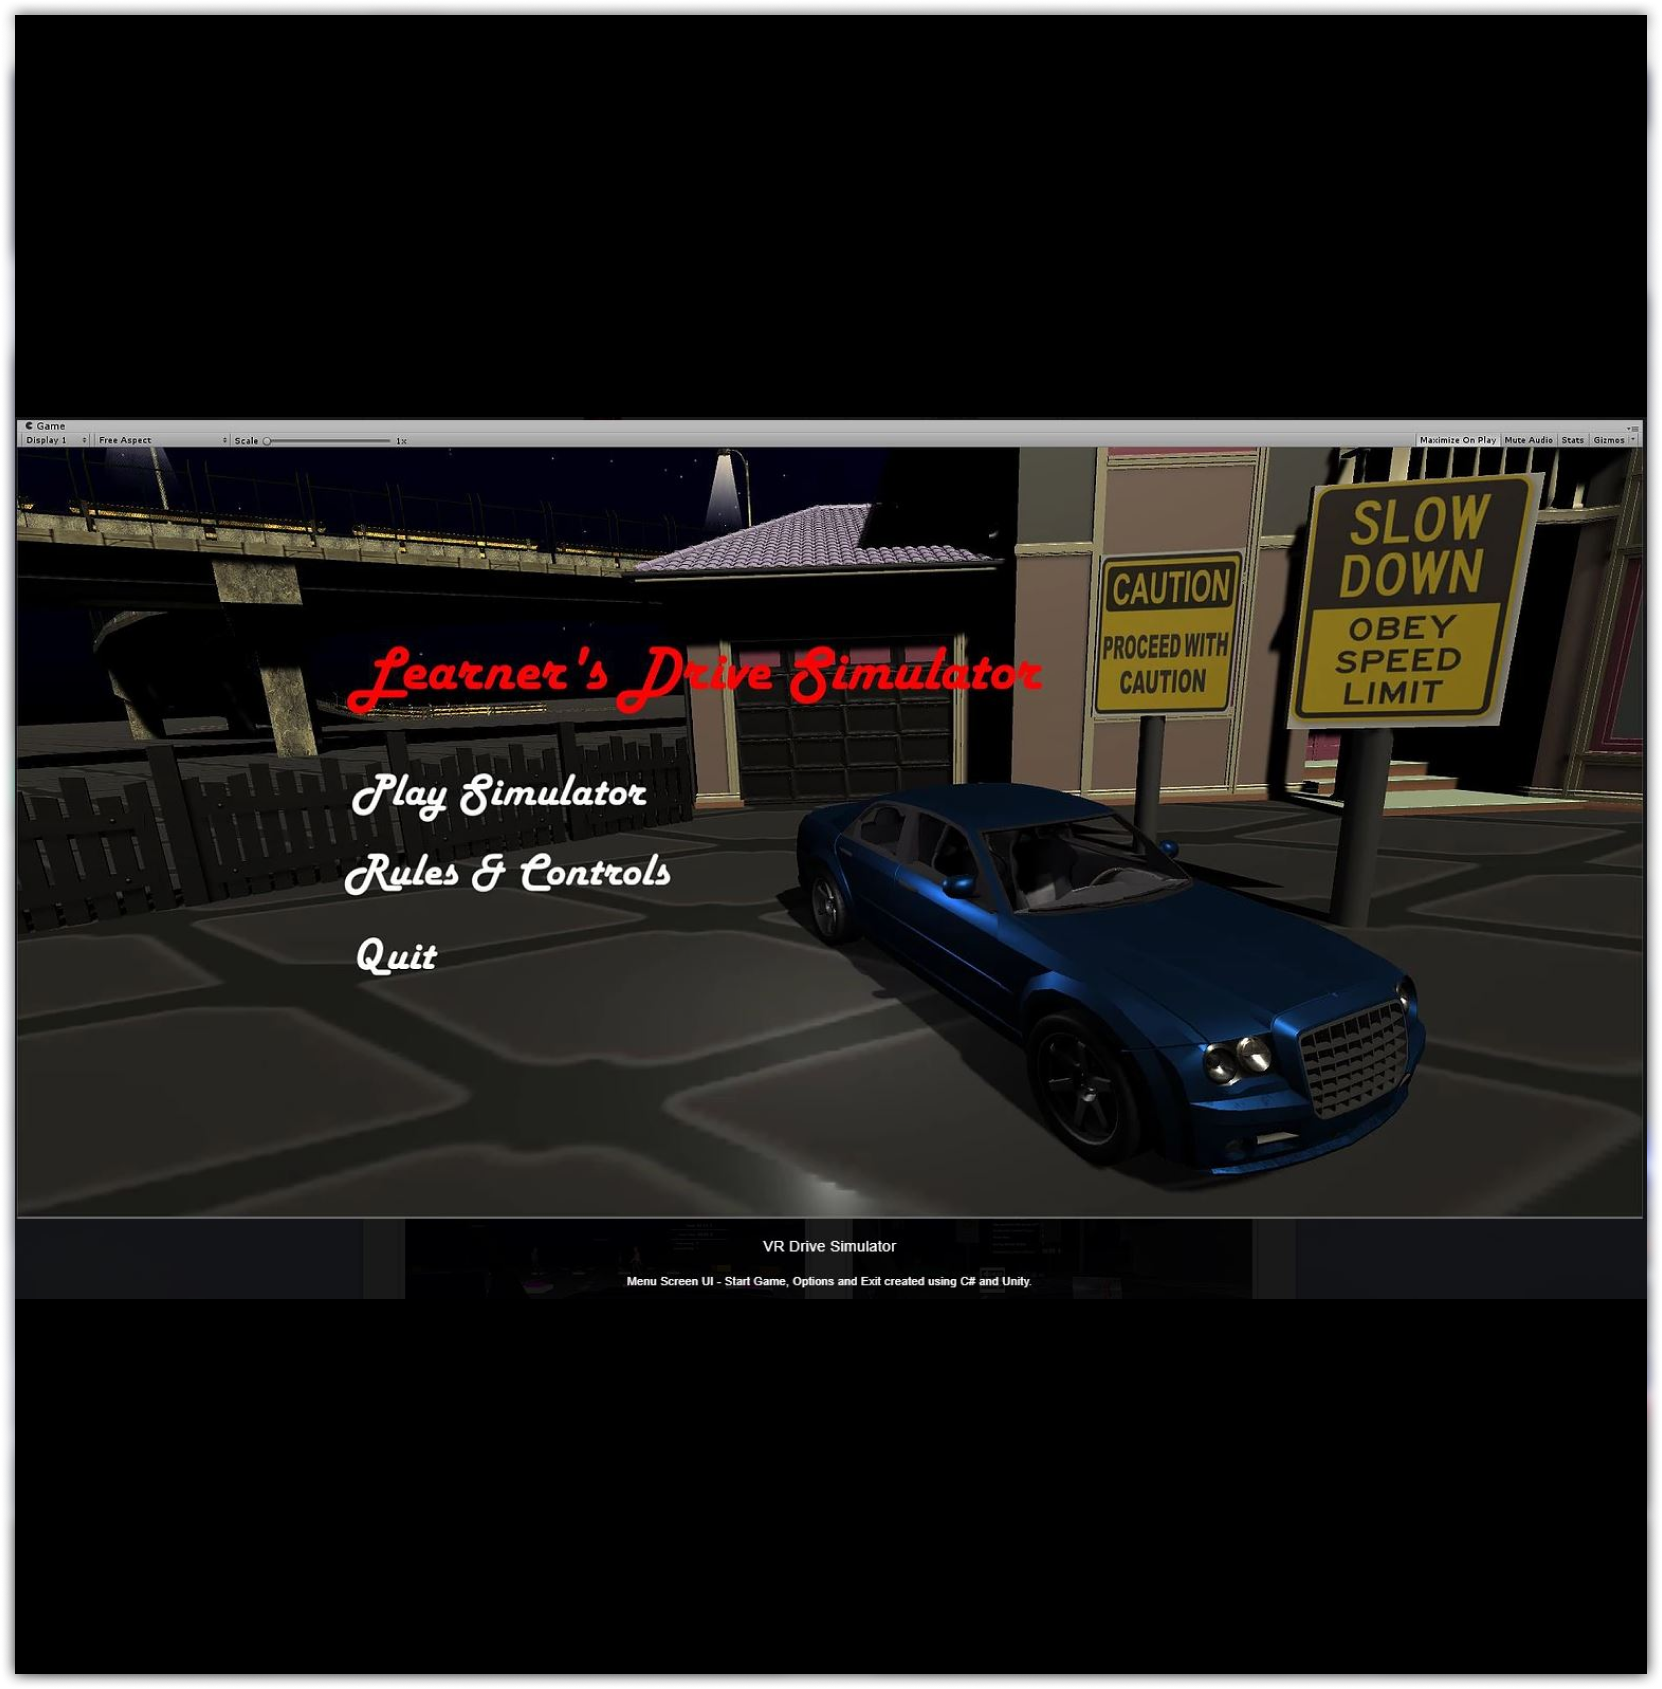 Game
Display 1 Free Aspect Scale 1x Maximize On Play Mute Audio Stats Gizmos
SLOW
DOWN
OBEY
SPEED
LIMIT
CAUTION
PROCEED WITH
CAUTION
Learner's Drive Simulator
Play Simulator
Rules & Controls
Quit
VR Drive Simulator
Menu Screen UI - Start Game, Options and Exit created using C# and Unity.